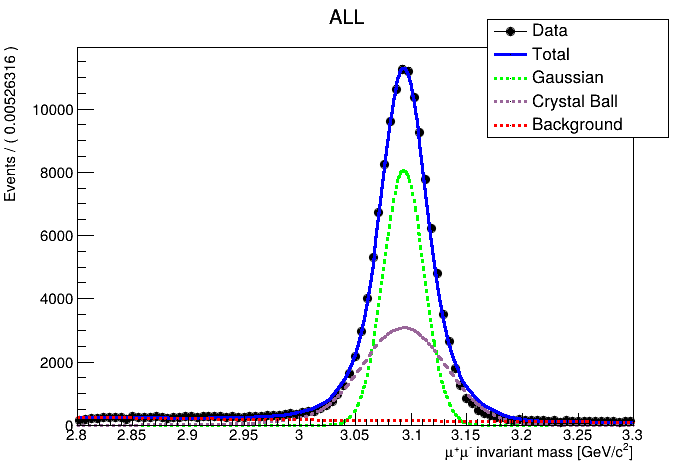 ALL
Data
Total
Gaussian
Crystal Ball
Background
Events / ( 0.00526316 )
10000
8000
6000
4000
2000
0
2.8 2.85 2.9 2.95 3 3.05 3.1 3.15 3.2 3.25 3.3
μ⁺μ⁻ invariant mass [GeV/c²]